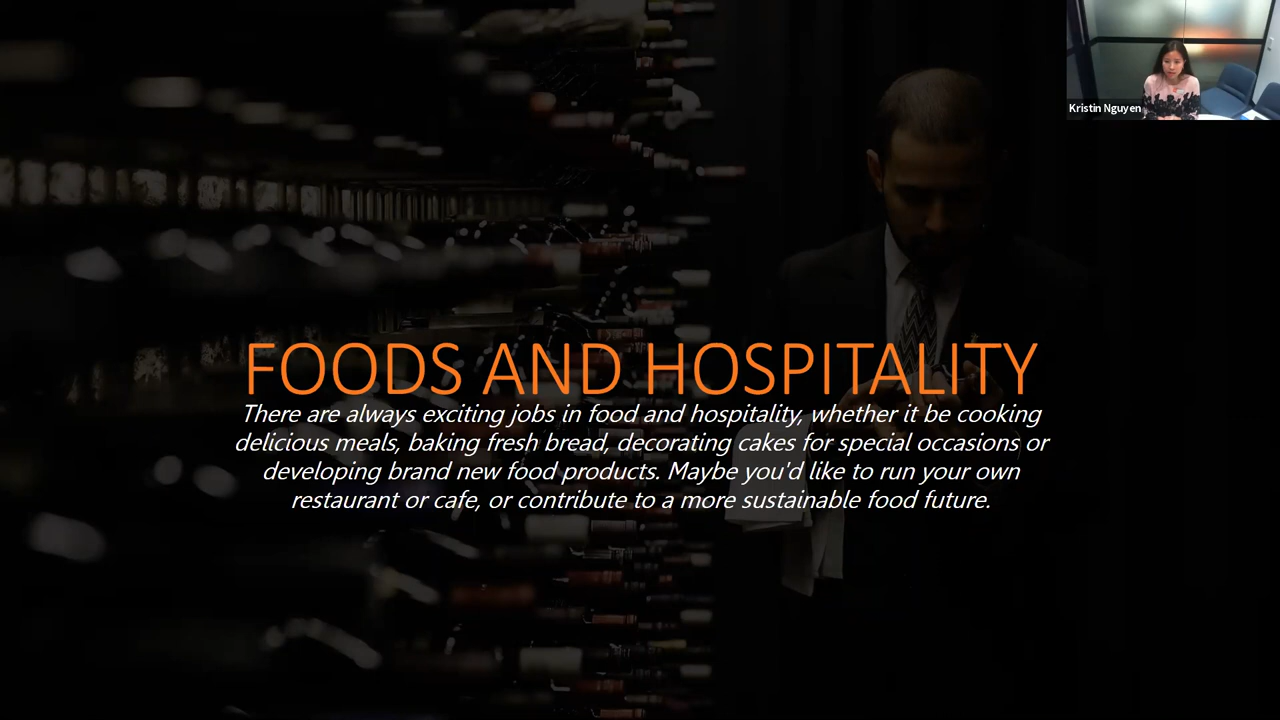 Kristin Nguyen
FOODS AND HOSPITALITY
There are always exciting jobs in food and hospitality, whether it be cooking
delicious meals, baking fresh bread, decorating cakes for special occasions or
developing brand new food products. Maybe you'd like to run your own
restaurant or cafe, or contribute to a more sustainable food future.